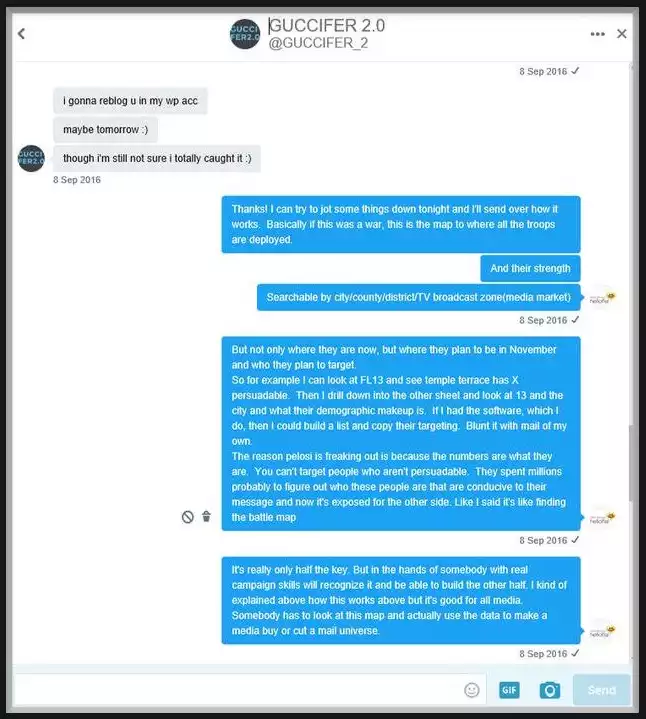 GUCCIFER 2.0
@GUCCIFER_2
8 Sep 2016 ✓
i gonna reblog u in my wp acc
maybe tomorrow :)
though i'm still not sure i totally caught it :)
8 Sep 2016
Thanks! I can try to jot some things down tonight and I'll send over how it
works.  Basically if this was a war, this is the map to where all the troops
are deployed.
And their strength
Searchable by city/county/district/TV broadcast zone(media market)
8 Sep 2016 ✓
But not only where they are now, but where they plan to be in November
and who they plan to target.
So for example I can look at FL13 and see temple terrace has X
persuadable.  Then I drill down into the other sheet and look at 13 and the
city and what their demographic makeup is.  If I had the software, which I
do, then I could build a list and copy their targeting.  Blunt it with mail of my
own.
The reason pelosi is freaking out is because the numbers are what they
are.  You can't target people who aren't persuadable.  They spent millions
probably to figure out who these people are that are conducive to their
message and now it's exposed for the other side. Like I said it's like finding
the battle map
8 Sep 2016 ✓
It's really only half the key. But in the hands of somebody with real
campaign skills will recognize it and be able to build the other half. I kind of
explained above how this works above but it's good for all media.
Somebody has to look at this map and actually use the data to make a
media buy or cut a mail universe.
8 Sep 2016 ✓
GIF
Send